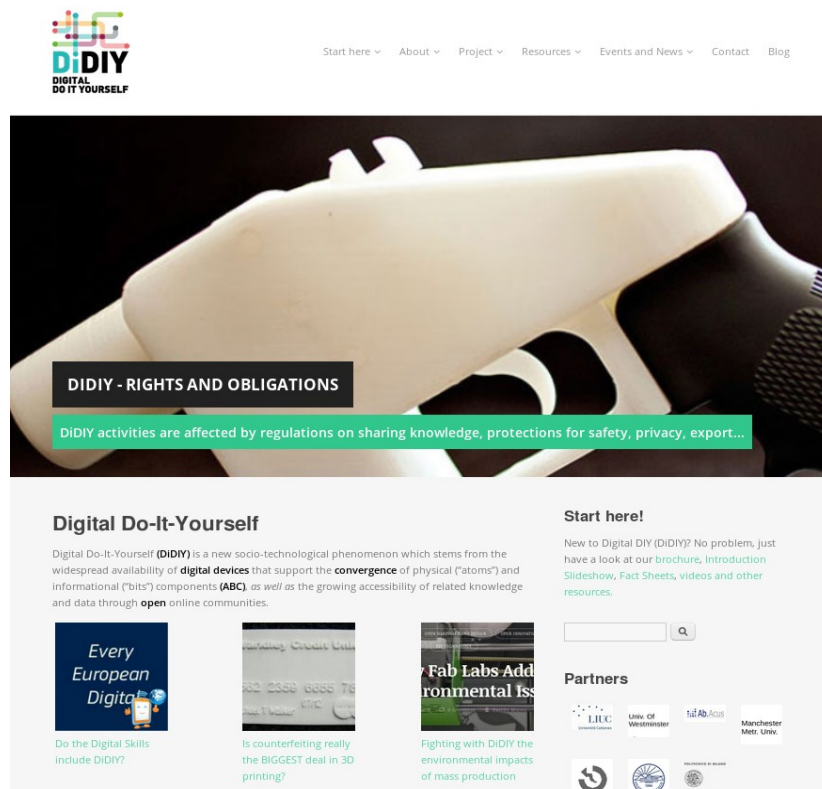 DiDIY
DIGITAL
DO IT YOURSELF
Start here
About
Project
Resources
Events and News
Contact
Blog
DIDIY - RIGHTS AND OBLIGATIONS
DiDIY activities are affected by regulations on sharing knowledge, protections for safety, privacy, export...
Digital Do-It-Yourself
Digital Do-It-Yourself (DiDIY) is a new socio-technological phenomenon which stems from the
widespread availability of digital devices that support the convergence of physical ("atoms") and
informational ("bits") components (ABC), as well as the growing accessibility of related knowledge
and data through open online communities.
Every
European
Digital
Do the Digital Skills
include DiDIY?
Is counterfeiting really
the BIGGEST deal in 3D
printing?
Fab Labs Add
ronmental Iss
Fighting with DiDIY the
environmental impacts
of mass production
Start here!
New to Digital DIY (DiDIY)? No problem, just
have a look at our brochure, Introduction
Slideshow, Fact Sheets, videos and other
resources.
Partners
LIUC
Univ. Of
Westminster
Ab.Acus
Manchester
Metr. Univ.